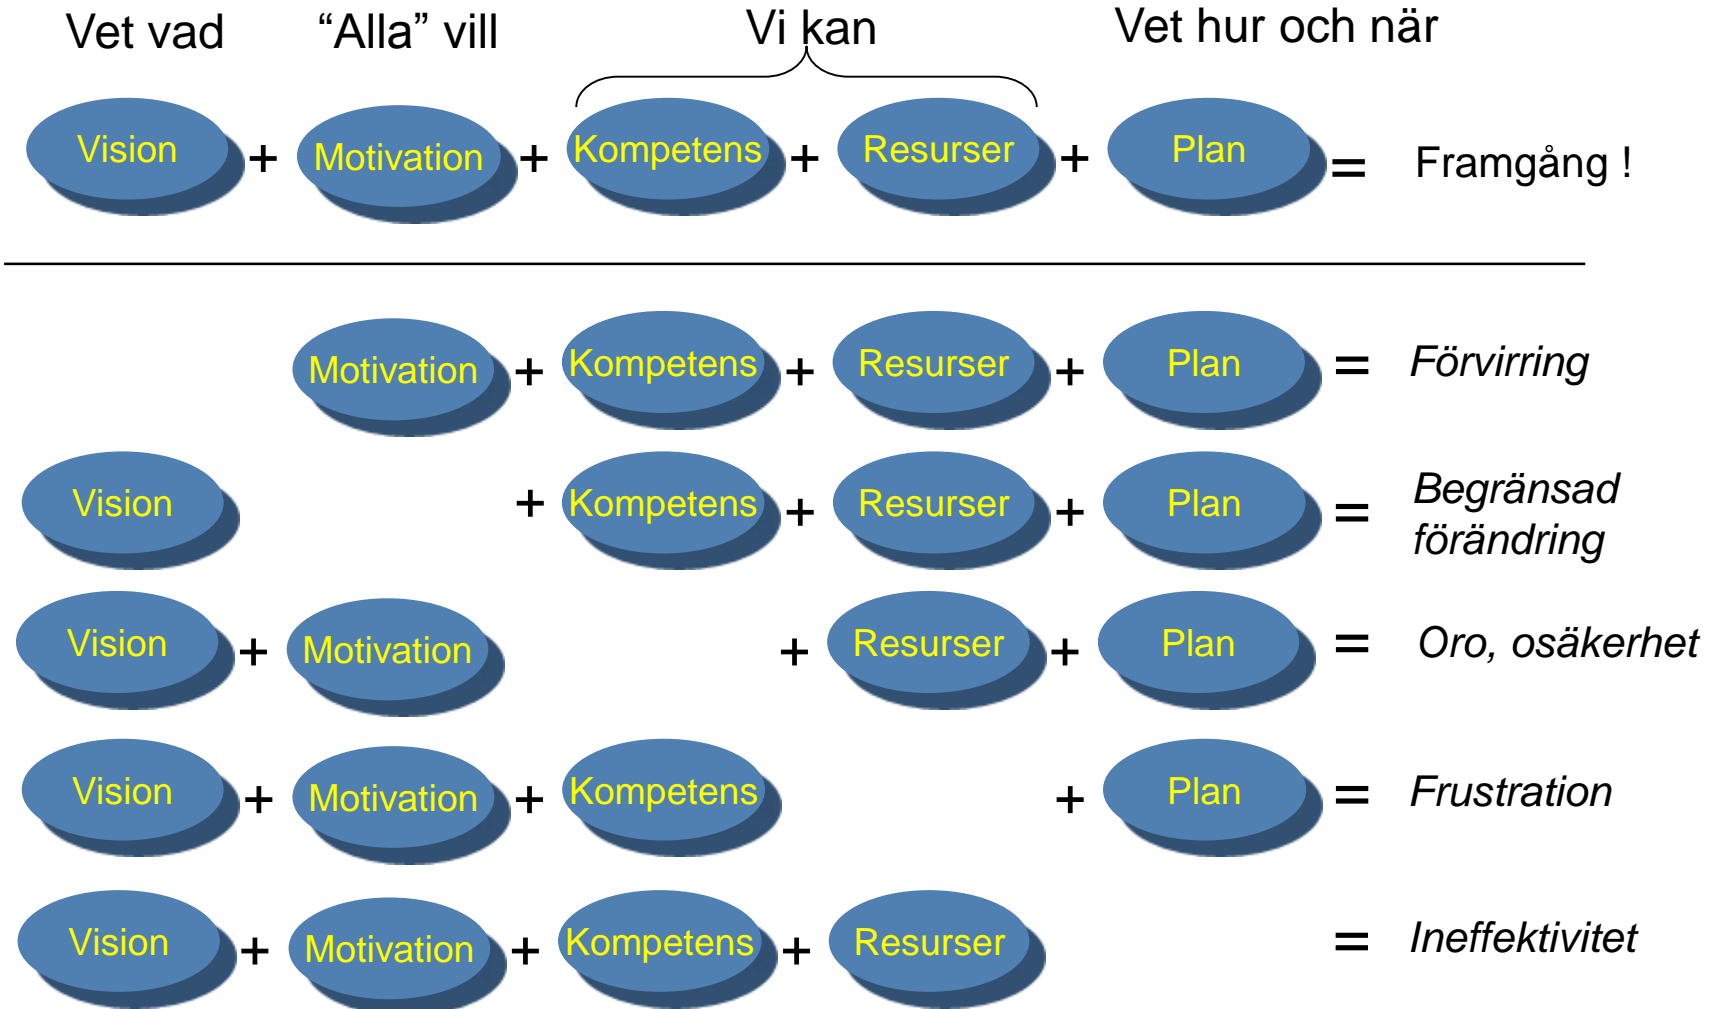 Vet vad “Alla” vill Vi kan Vet hur och när
Vision + Motivation + Kompetens + Resurser + Plan = Framgång !
Motivation + Kompetens + Resurser + Plan = Förvirring
Vision + Kompetens + Resurser + Plan = Begränsad
förändring
Vision + Motivation + Resurser + Plan = Oro, osäkerhet
Vision + Motivation + Kompetens + Plan = Frustration
Vision + Motivation + Kompetens + Resurser = Ineffektivitet